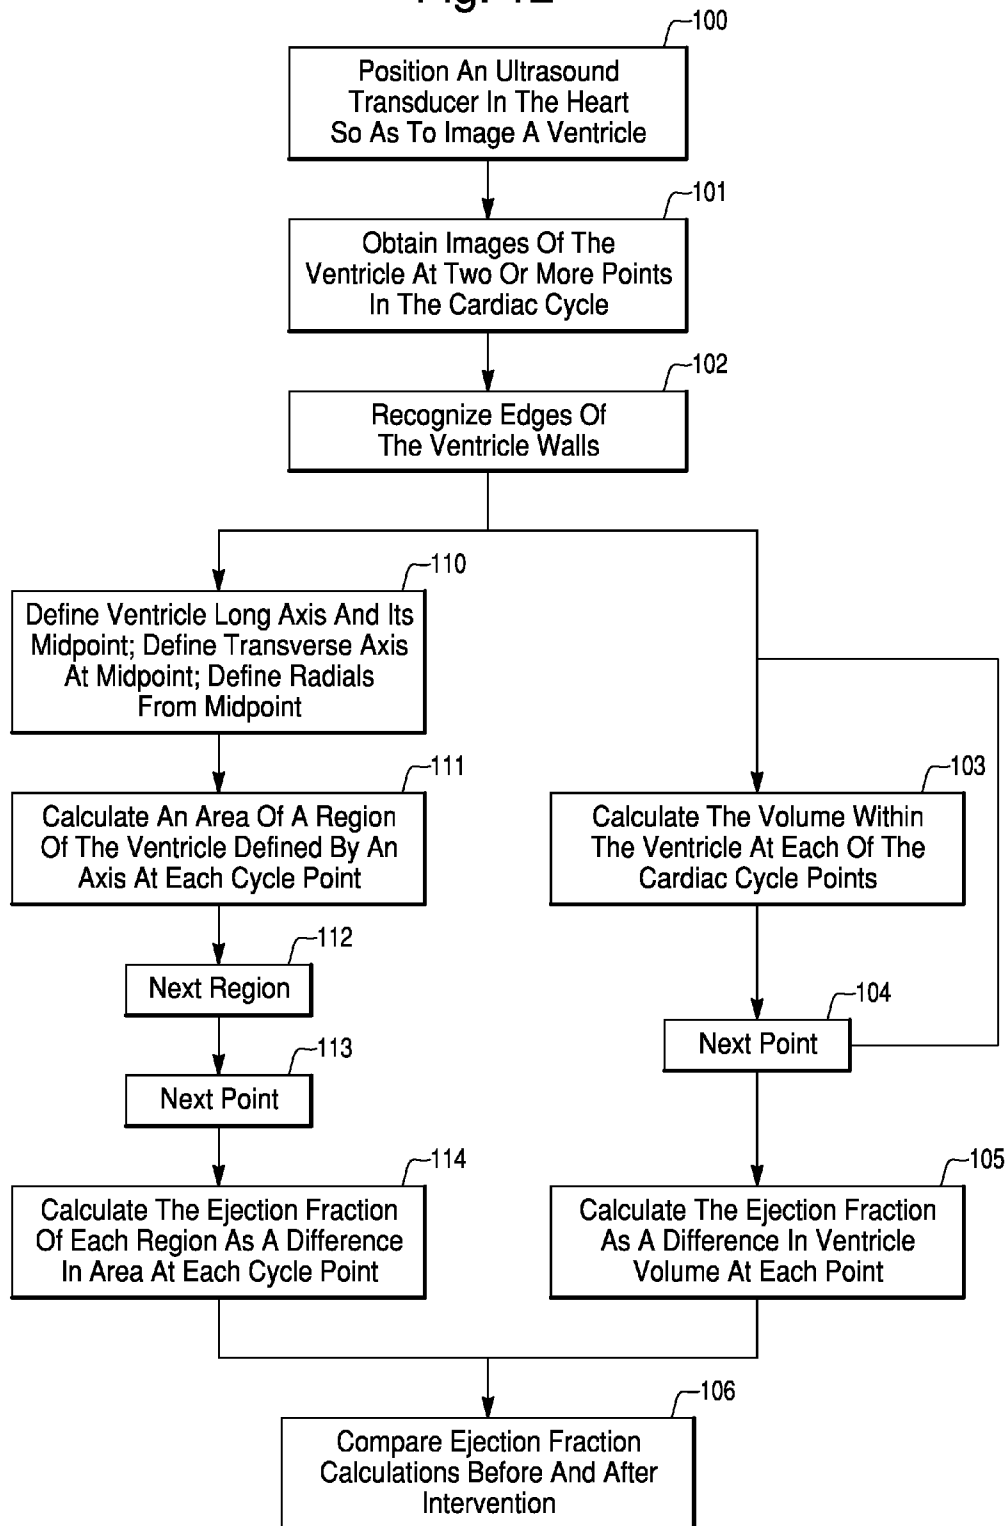 100
Position An Ultrasound
Transducer In The Heart
So As To Image A Ventricle
101
Obtain Images Of The
Ventricle At Two Or More Points
In The Cardiac Cycle
102
Recognize Edges Of
The Ventricle Walls
110
Define Ventricle Long Axis And Its
Midpoint; Define Transverse Axis
At Midpoint; Define Radials
From Midpoint
111
Calculate An Area Of A Region
Of The Ventricle Defined By An
Axis At Each Cycle Point
112
Next Region
113
Next Point
114
Calculate The Ejection Fraction
Of Each Region As A Difference
In Area At Each Cycle Point
103
Calculate The Volume Within
The Ventricle At Each Of The
Cardiac Cycle Points
104
Next Point
105
Calculate The Ejection Fraction
As A Difference In Ventricle
Volume At Each Point
106
Compare Ejection Fraction
Calculations Before And After
Intervention